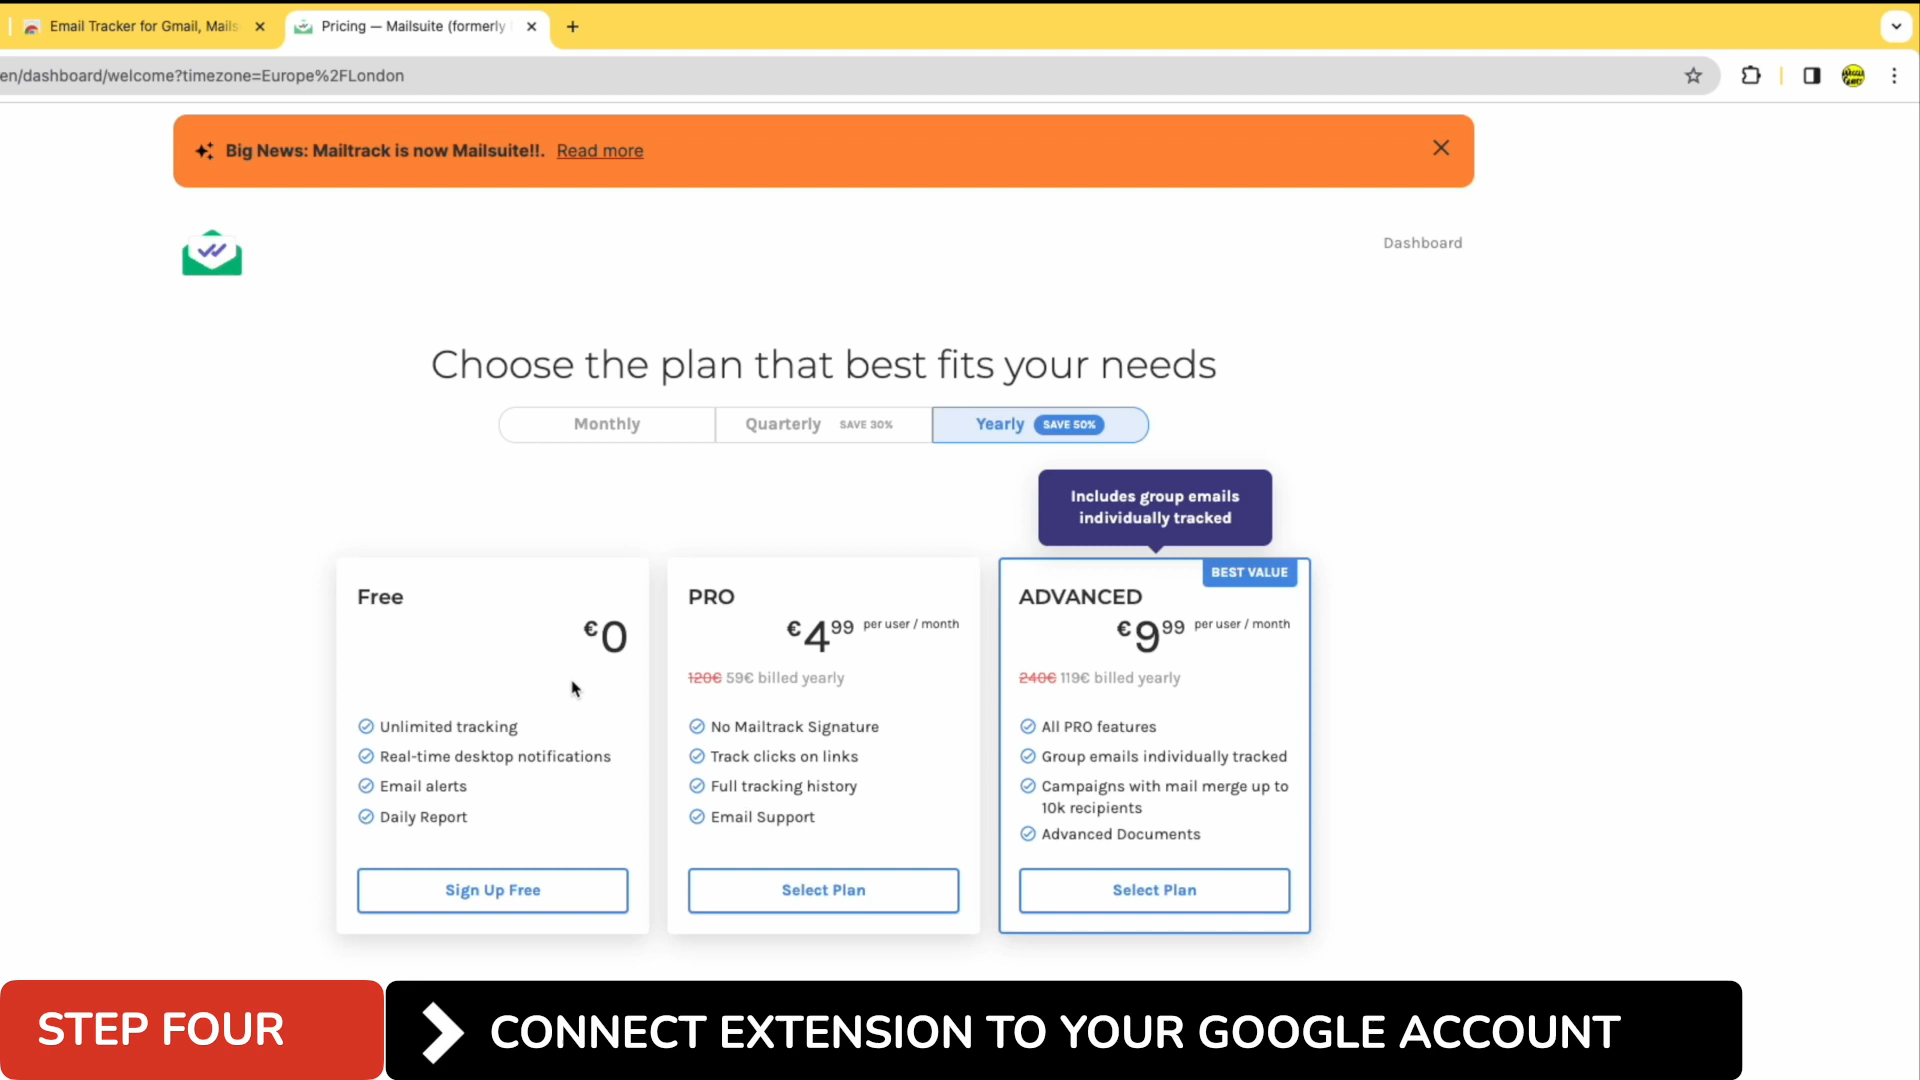 Email Tracker for Gmail, Mails
Pricing — Mailsuite (formerly
en/dashboard/welcome?timezone=Europe%2FLondon
Big News: Mailtrack is now Mailsuite!!. Read more
Dashboard
Choose the plan that best fits your needs
Monthly Quarterly SAVE 30% Yearly SAVE 50%
Includes group emails
individually tracked
Free
€0
Unlimited tracking
Real-time desktop notifications
Email alerts
Daily Report
Sign Up Free
PRO
€4.99 per user / month
120€ 59€ billed yearly
No Mailtrack Signature
Track clicks on links
Full tracking history
Email Support
Select Plan
BEST VALUE
ADVANCED
€9.99 per user / month
240€ 119€ billed yearly
All PRO features
Group emails individually tracked
Campaigns with mail merge up to
10k recipients
Advanced Documents
Select Plan
STEP FOUR
CONNECT EXTENSION TO YOUR GOOGLE ACCOUNT